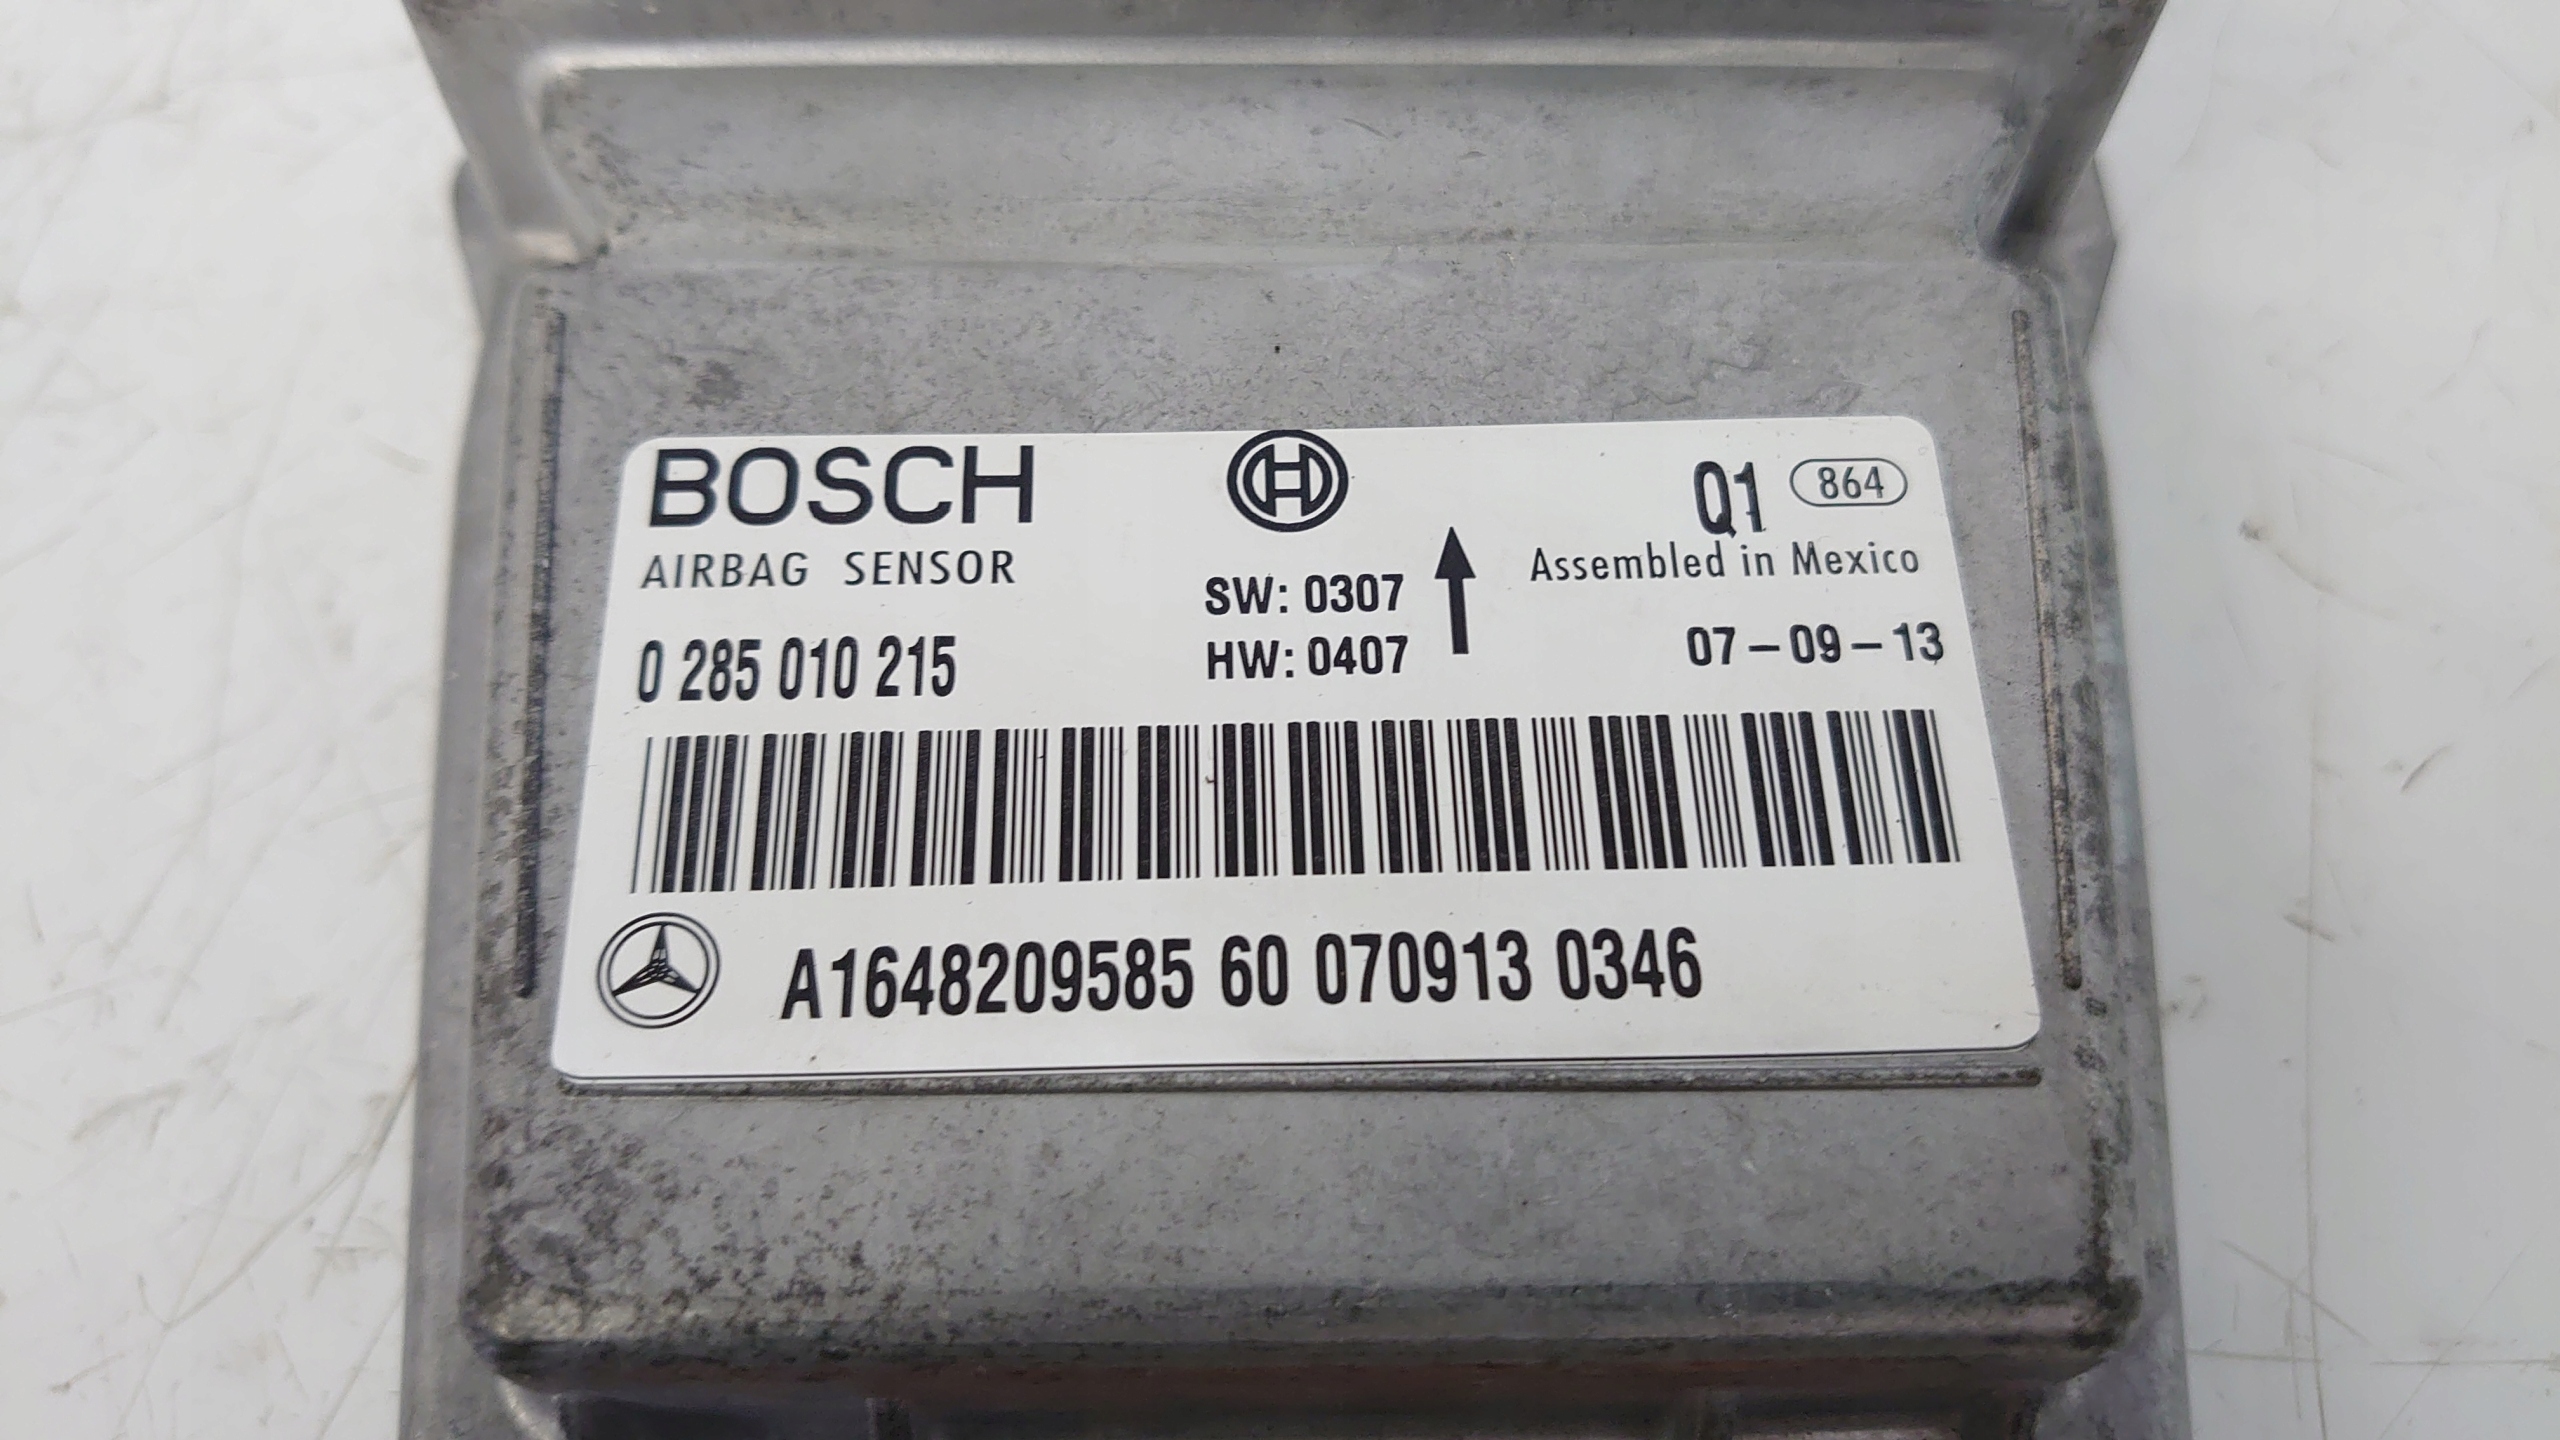 BOSCH
Q1 864
AIRBAG SENSOR
Assembled in Mexico
SW: 0307
0 285 010 215
HW: 0407
07-09-13
A1648209585 60 070913 0346